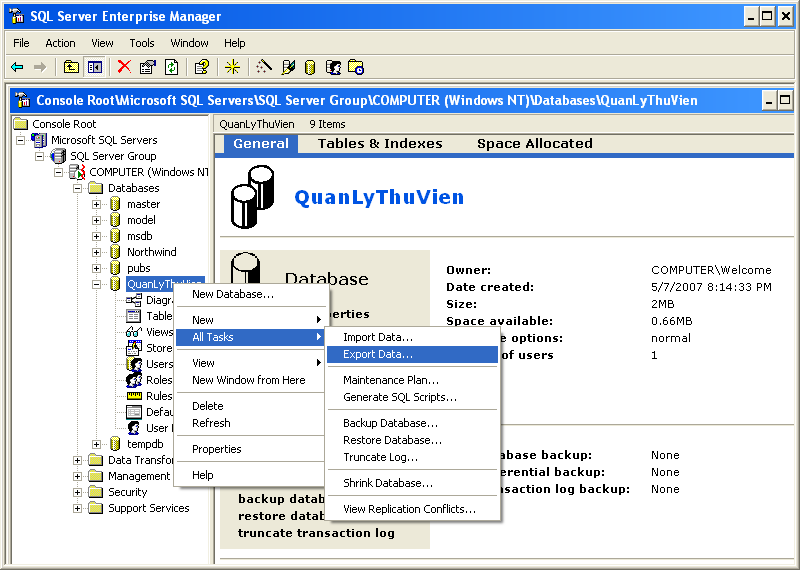 SQL Server Enterprise Manager
File Action View Tools Window Help
Console Root\Microsoft SQL Servers\SQL Server Group\COMPUTER (Windows NT)\Databases\QuanLyThuVien
Console Root
Microsoft SQL Servers
SQL Server Group
COMPUTER (Windows NT
Databases
master
model
msdb
Northwind
pubs
QuanLyThuVien
Diagra
Table
Views
Store
Users
Roles
Rules
Defau
User
tempdb
Data Transfor
Management
Security
Support Services
QuanLyThuVien 9 Items
General Tables & Indexes Space Allocated
QuanLyThuVien
Database
Owner: COMPUTER\Welcome
Date created: 5/7/2007 8:14:33 PM
Size: 2MB
Space available: 0.66MB
options: normal
of users 1
backup: None
backup: None
log backup: None
backup
restore
truncate transaction log
New Database...
New
All Tasks
View
New Window from Here
Delete
Refresh
Properties
Help
Import Data...
Export Data...
Maintenance Plan...
Generate SQL Scripts...
Backup Database...
Restore Database...
Truncate Log...
Shrink Database...
View Replication Conflicts...